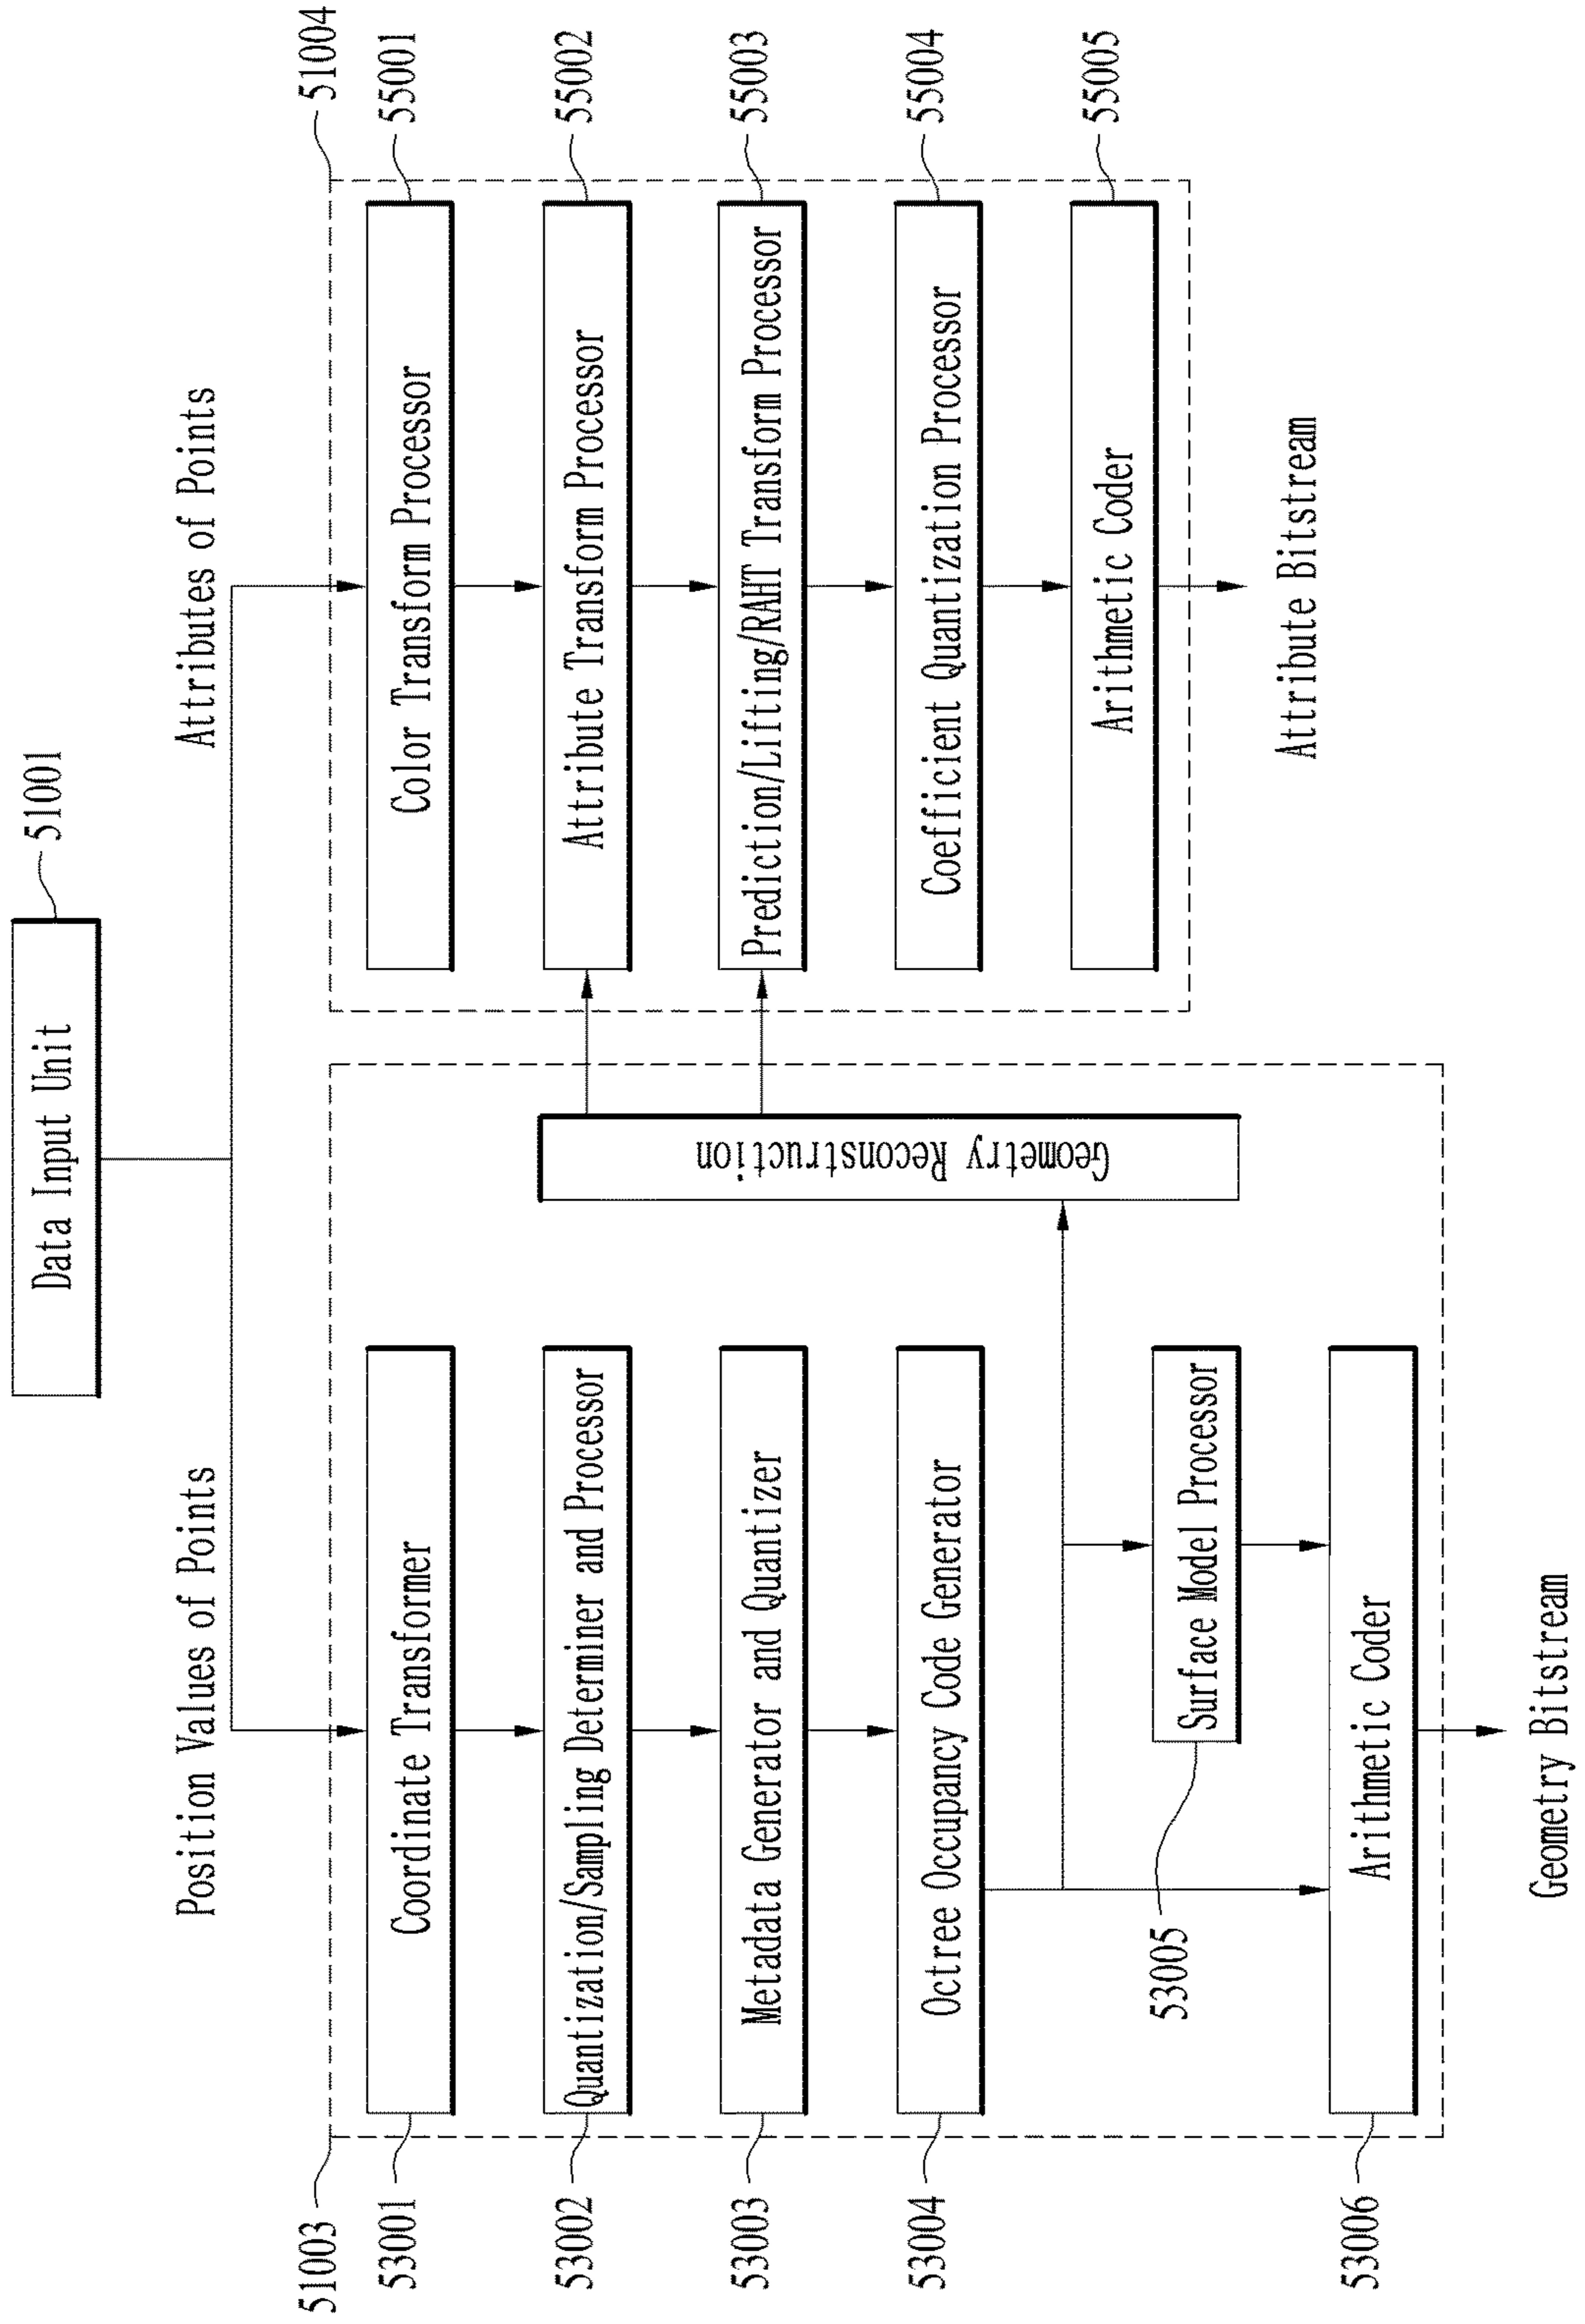 Data Input Unit
51001
Position Values of Points
Attributes of Points
51003
53001
Coordinate Transformer
53002
Quantization/Sampling Determiner and Processor
53003
Metadata Generator and Quantizer
53004
Octree Occupancy Code Generator
53005
Surface Model Processor
53006
Arithmetic Coder
Geometry Bitstream
Geometry Reconstruction
51004
Color Transform Processor
55001
Attribute Transform Processor
55002
Prediction/Lifting/RAHT Transform Processor
55003
Coefficient Quantization Processor
55004
Arithmetic Coder
55005
Attribute Bitstream